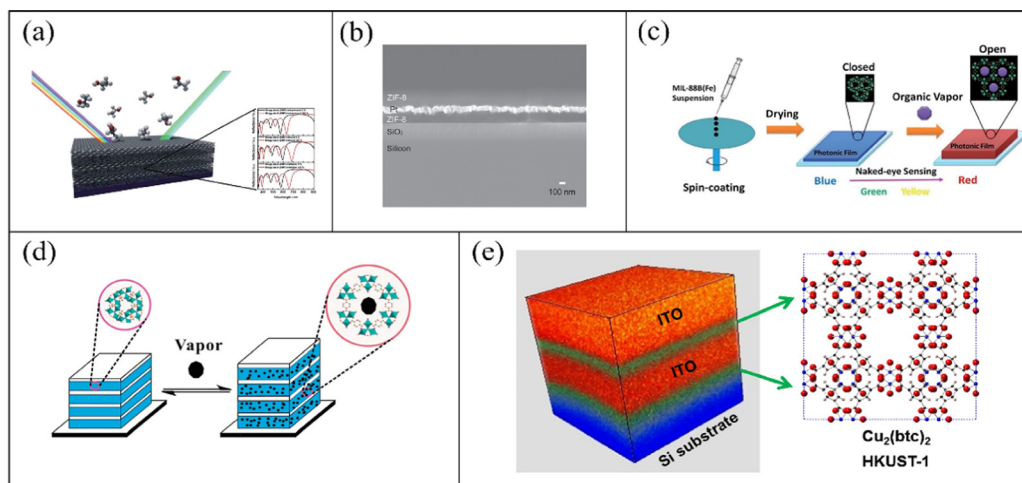 (a)
(b)
ZIF-8
Pt
ZIF-8
SiO₂
Silicon
100 nm
(c)
MIL-88B(Fe)
Suspension
Spin-coating
Drying
Closed
Photonic Film
Blue
Organic Vapor
Naked-eye Sensing
Green Yellow
Open
Photonic Film
Red
(d)
Vapor
(e)
ITO
ITO
Si substrate
Cu₂(btc)₂
HKUST-1